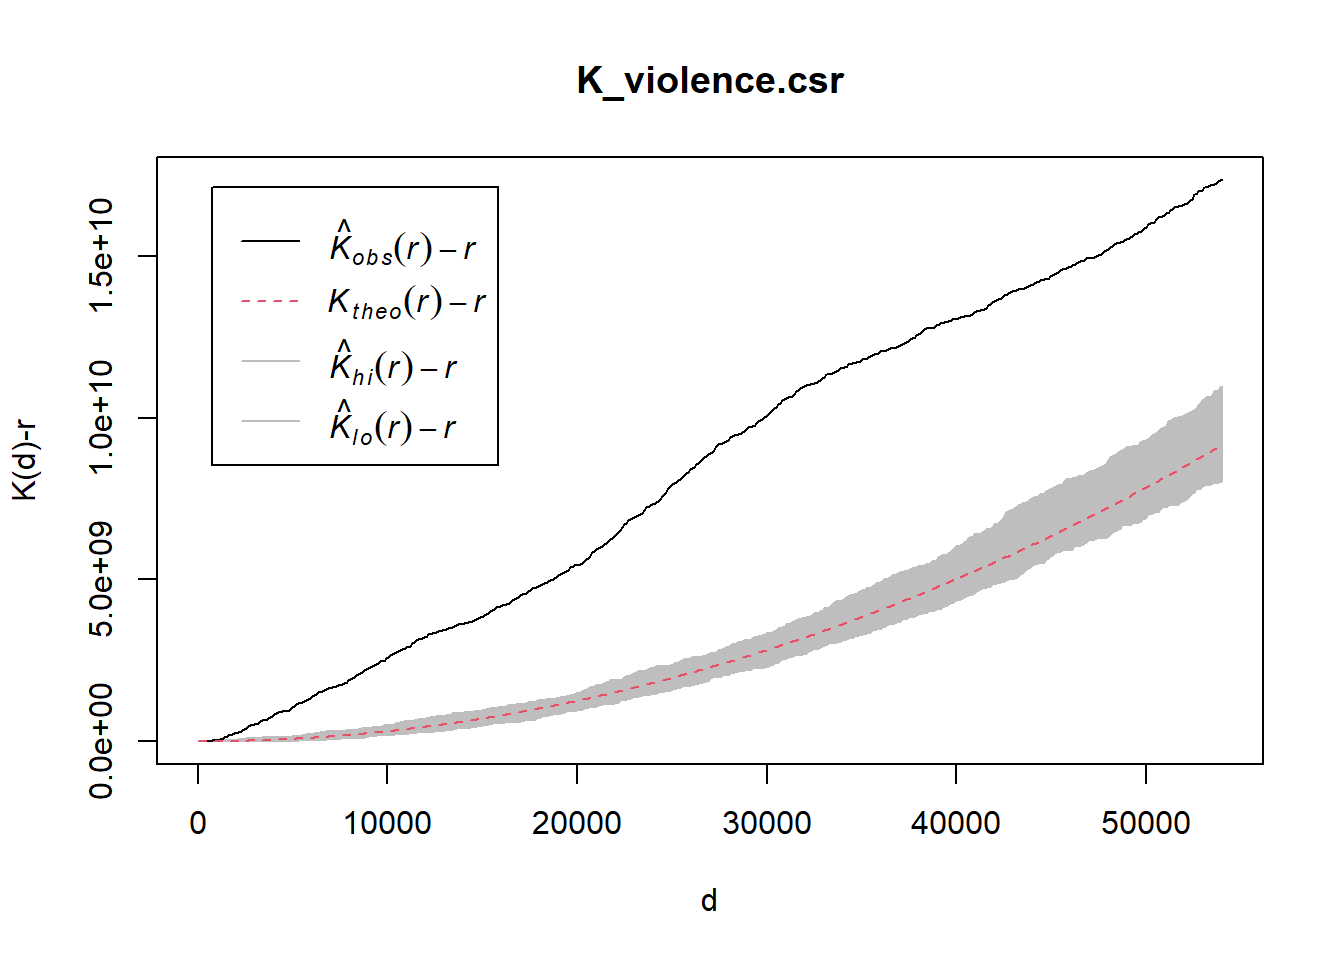 K_violence.csr
K̂obs(r) − r
Ktheo(r) − r
K̂hi(r) − r
K̂lo(r) − r
K(d)-r
0.0e+00 5.0e+09 1.0e+10 1.5e+10
0 10000 20000 30000 40000 50000
d